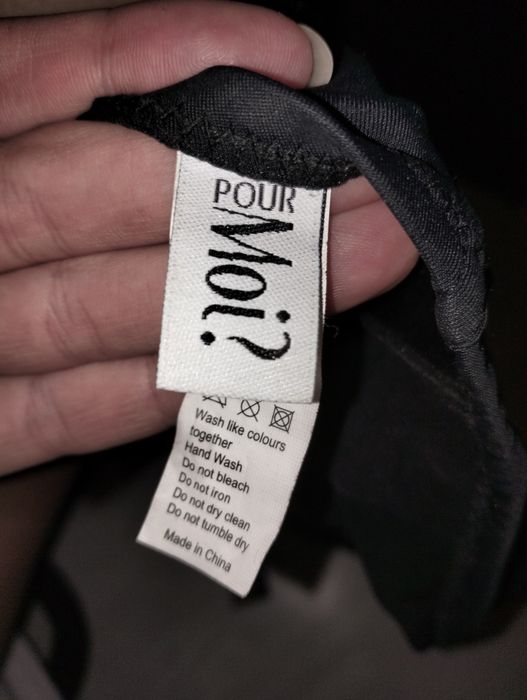 POUR
Moi?
Wash like colours
together
Hand Wash
Do not bleach
Do not iron
Do not dry clean
Do not tumble dry
Made in China